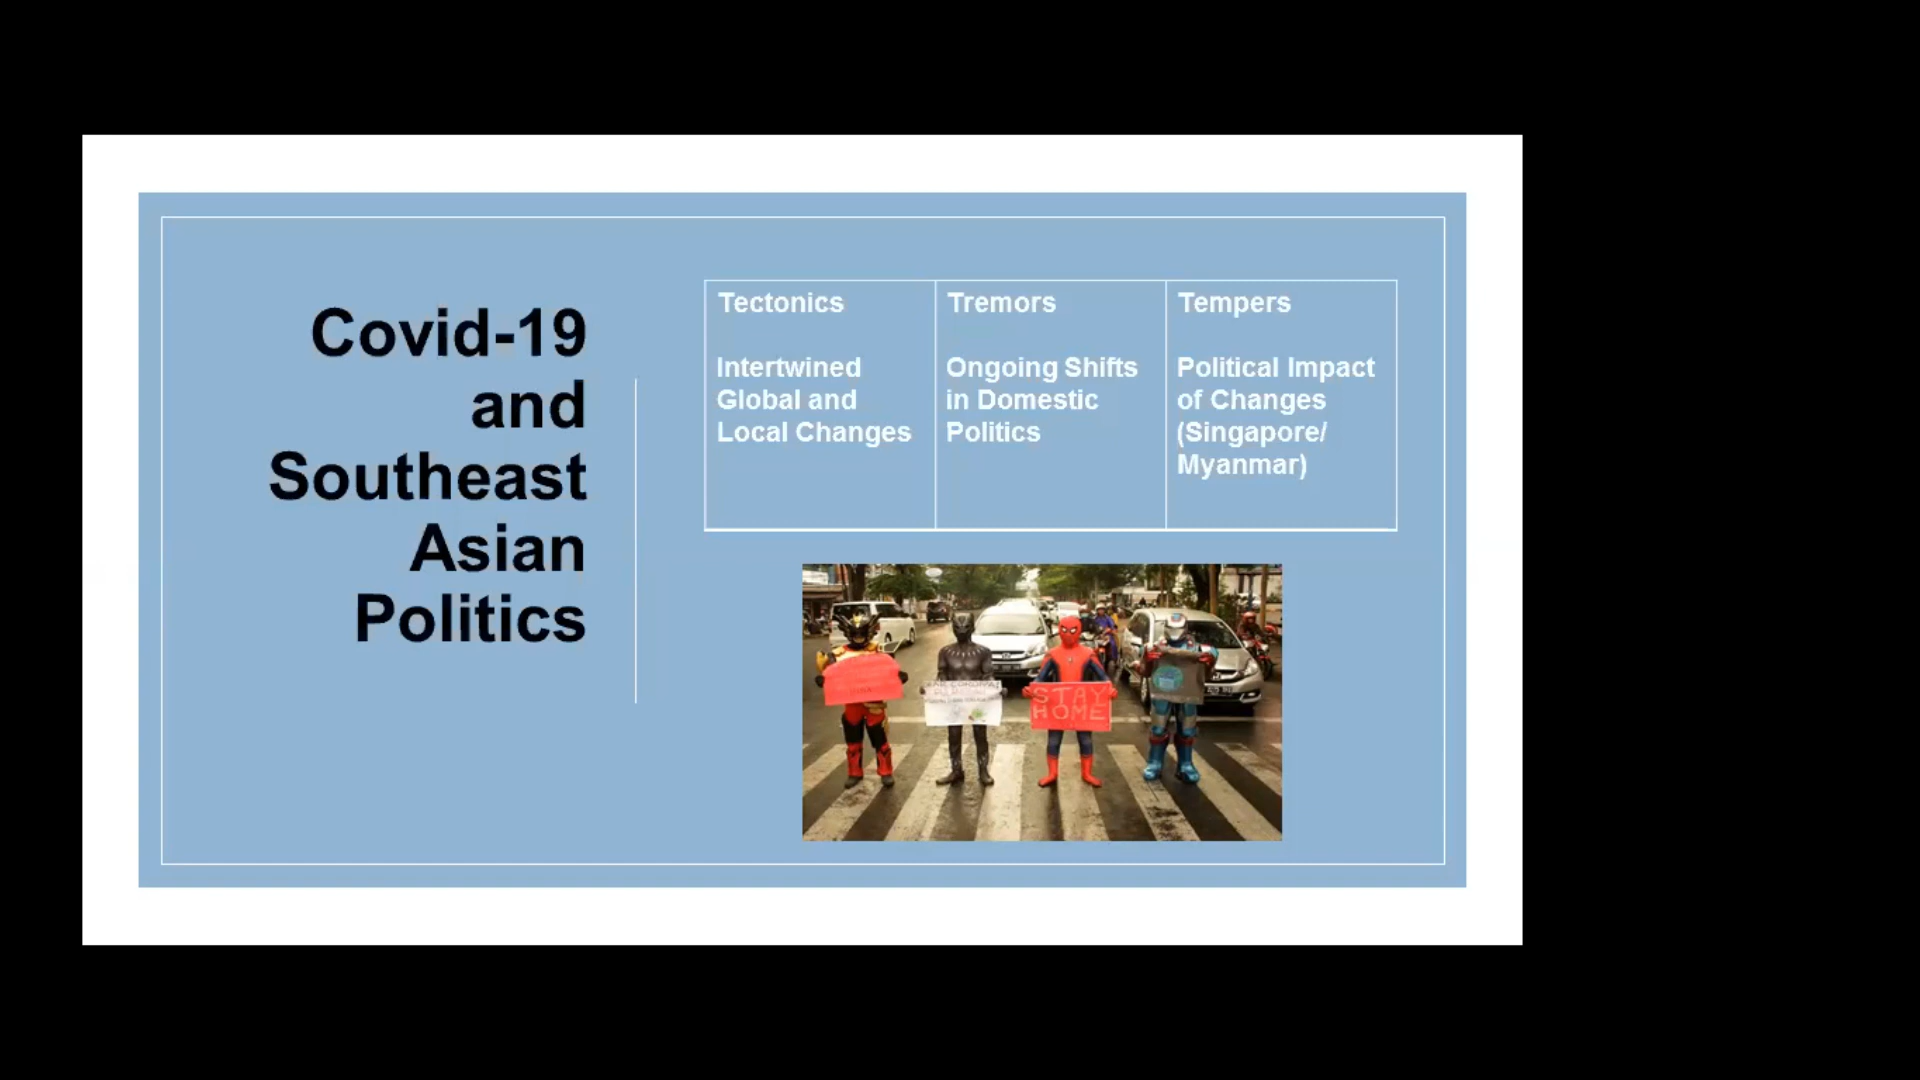 Covid-19
and
Southeast
Asian
Politics
Tectonics
Intertwined
Global and
Local Changes
Tremors
Ongoing Shifts
in Domestic
Politics
Tempers
Political Impact
of Changes
(Singapore/
Myanmar)
STAY
HOME